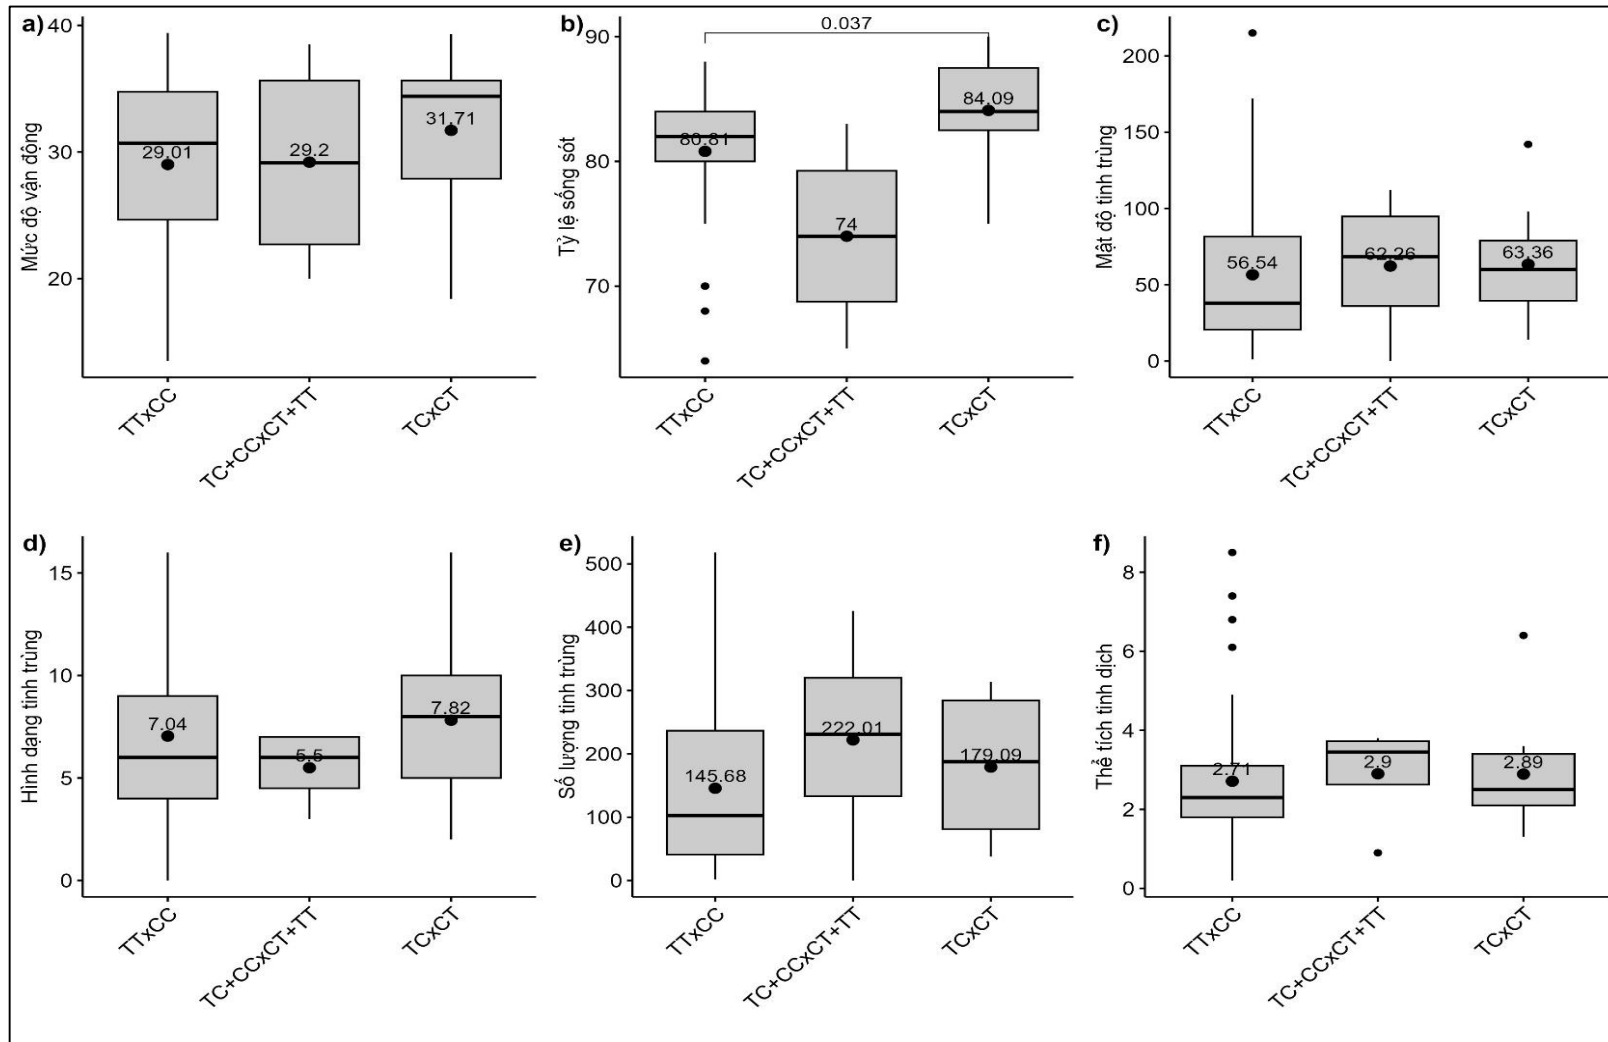 a)
Mức độ vận động
40
30
20
29.01
29.2
31.71
TTxCC
TC+CCxCT+TT
TCxCT
b)
Tỷ lệ sống sót
90
80
70
0.037
80.81
74
84.09
TTxCC
TC+CCxCT+TT
TCxCT
c)
Mật độ tinh trùng
200
150
100
50
0
56.54
62.26
63.36
TTxCC
TC+CCxCT+TT
TCxCT
d)
Hình dạng tinh trùng
15
10
5
0
7.04
5.5
7.82
TTxCC
TC+CCxCT+TT
TCxCT
e)
Số lượng tinh trùng
500
400
300
200
100
0
145.68
222.01
179.09
TTxCC
TC+CCxCT+TT
TCxCT
f)
Thể tích tinh dịch
8
6
4
2
0
2.71
2.9
2.89
TTxCC
TC+CCxCT+TT
TCxCT